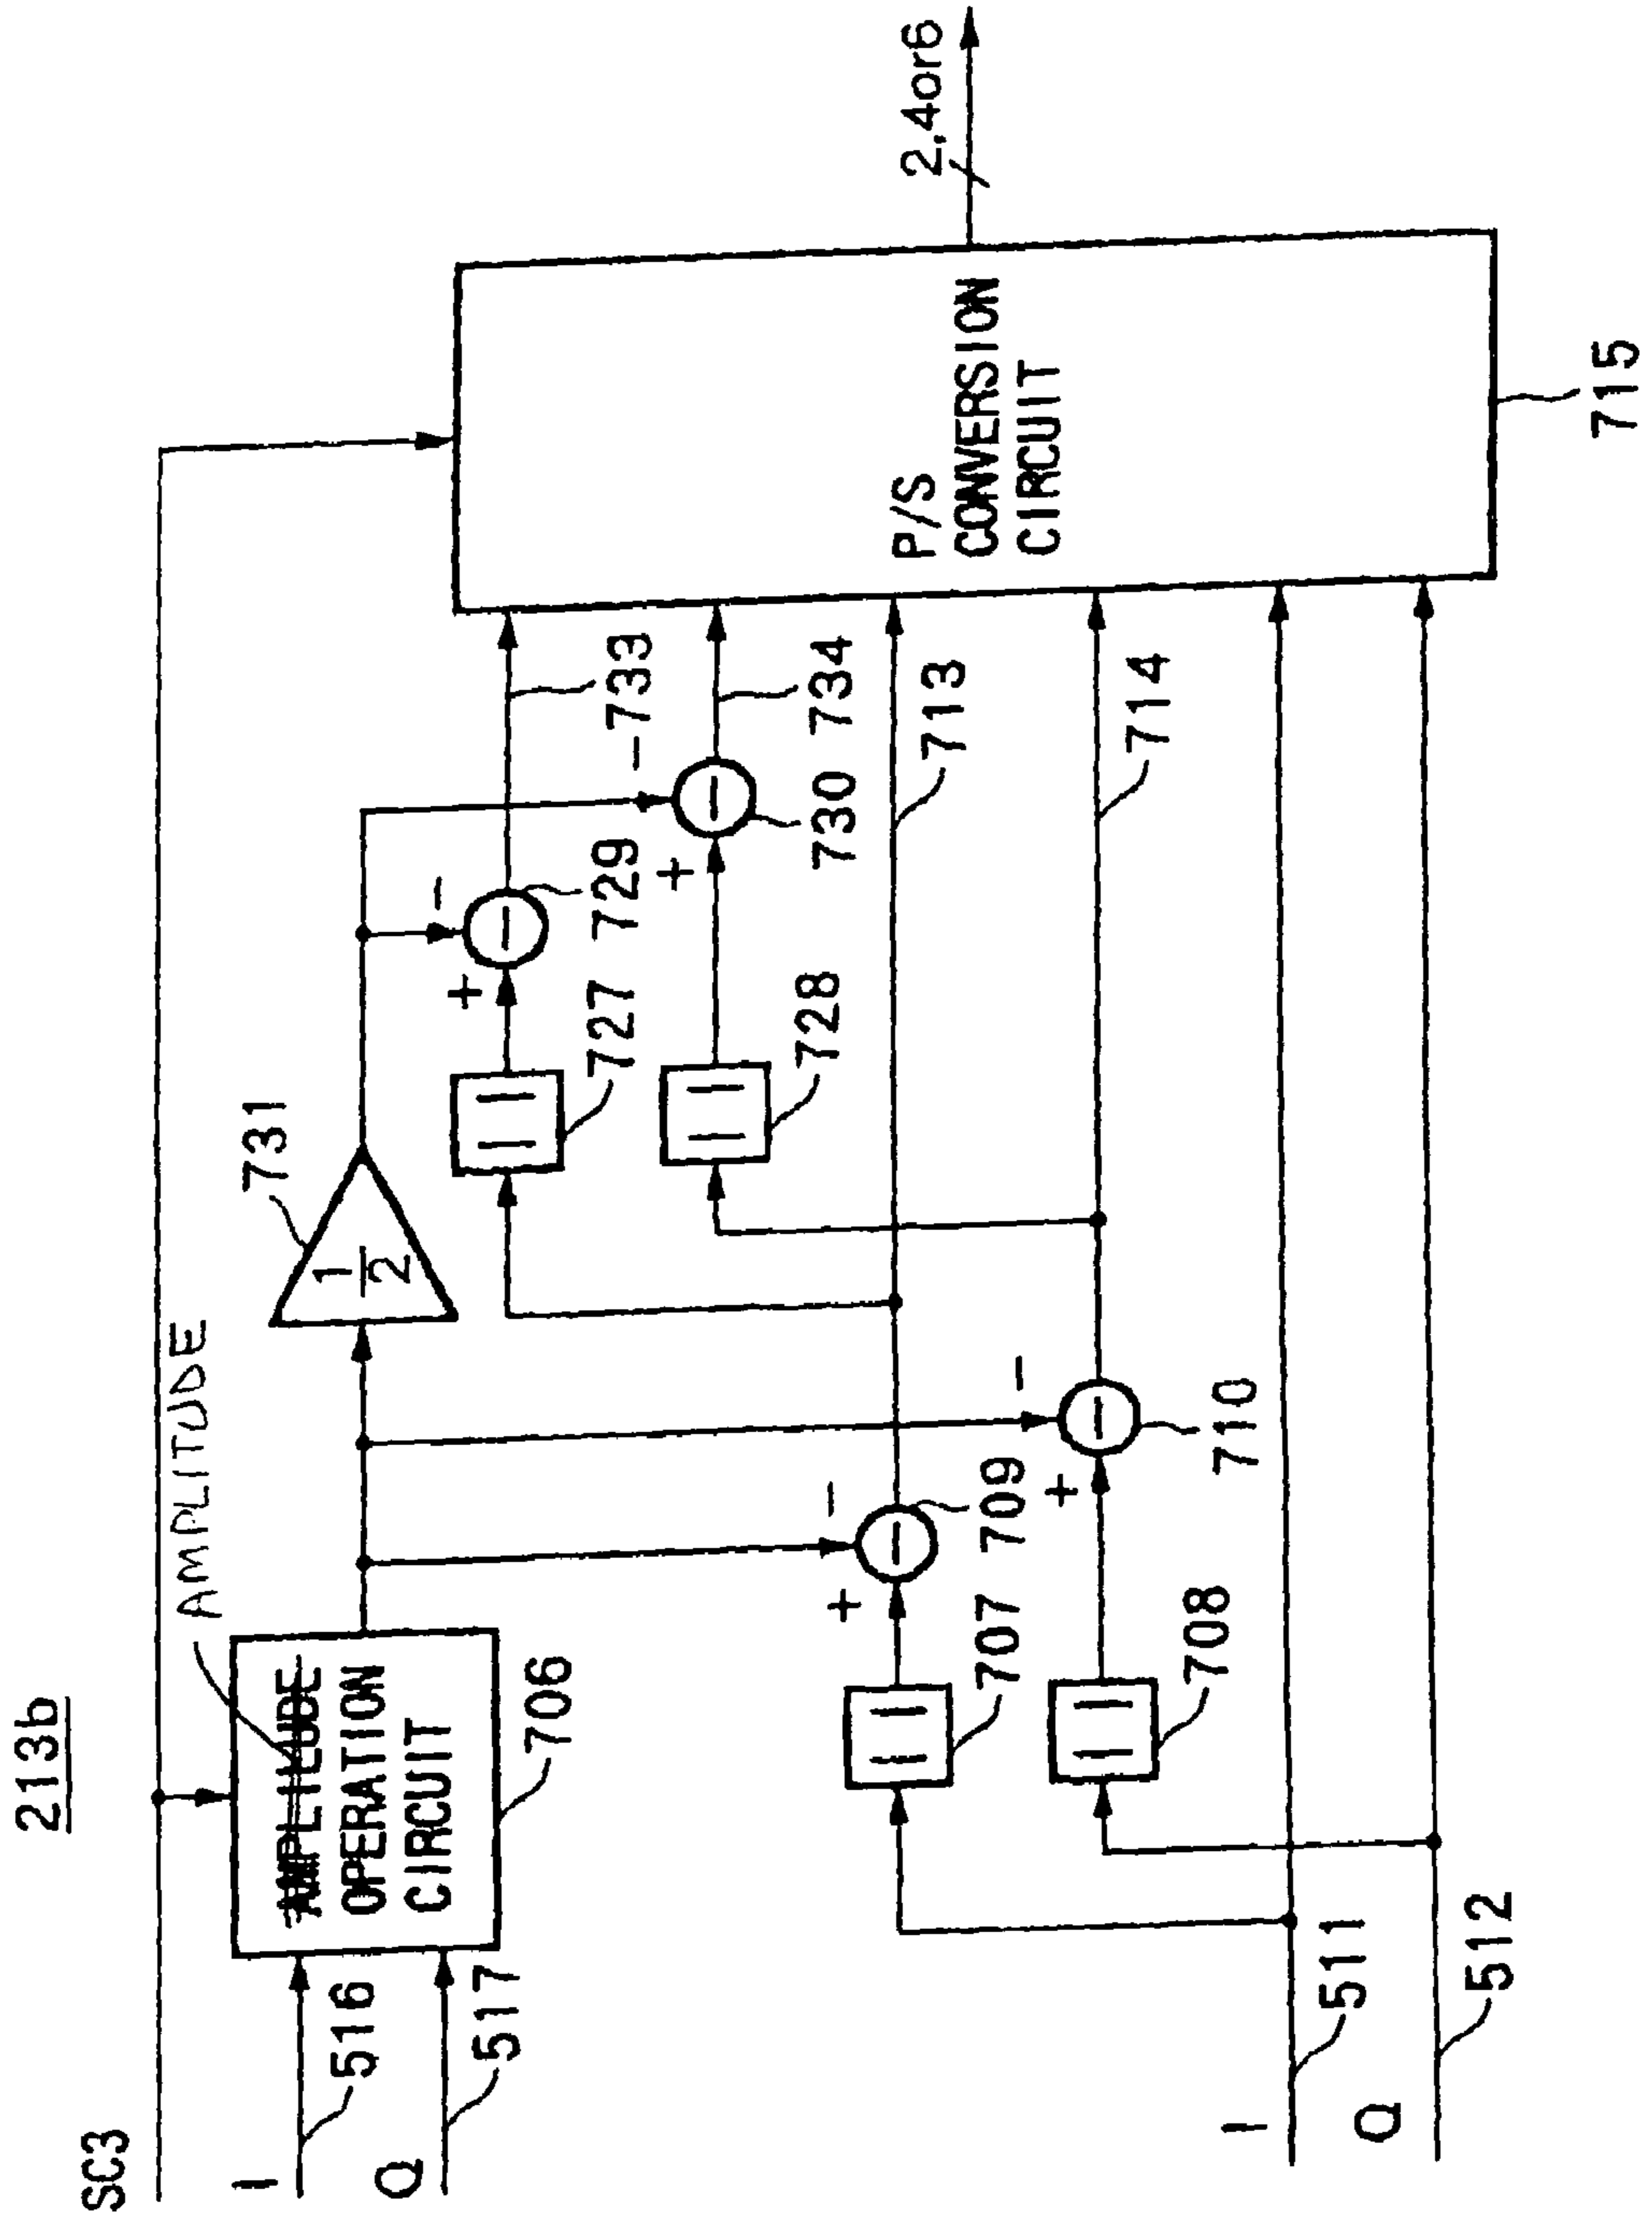 213b
SC3
AMPLITUDE
I
516
Q
517
OPERATION
CIRCUIT
706
1
2
731
+
-
729
727
733
+
-
730
728
734
+
-
709
707
713
+
-
710
708
714
I
511
Q
512
P/S
CONVERSION
CIRCUIT
715
2,4or6